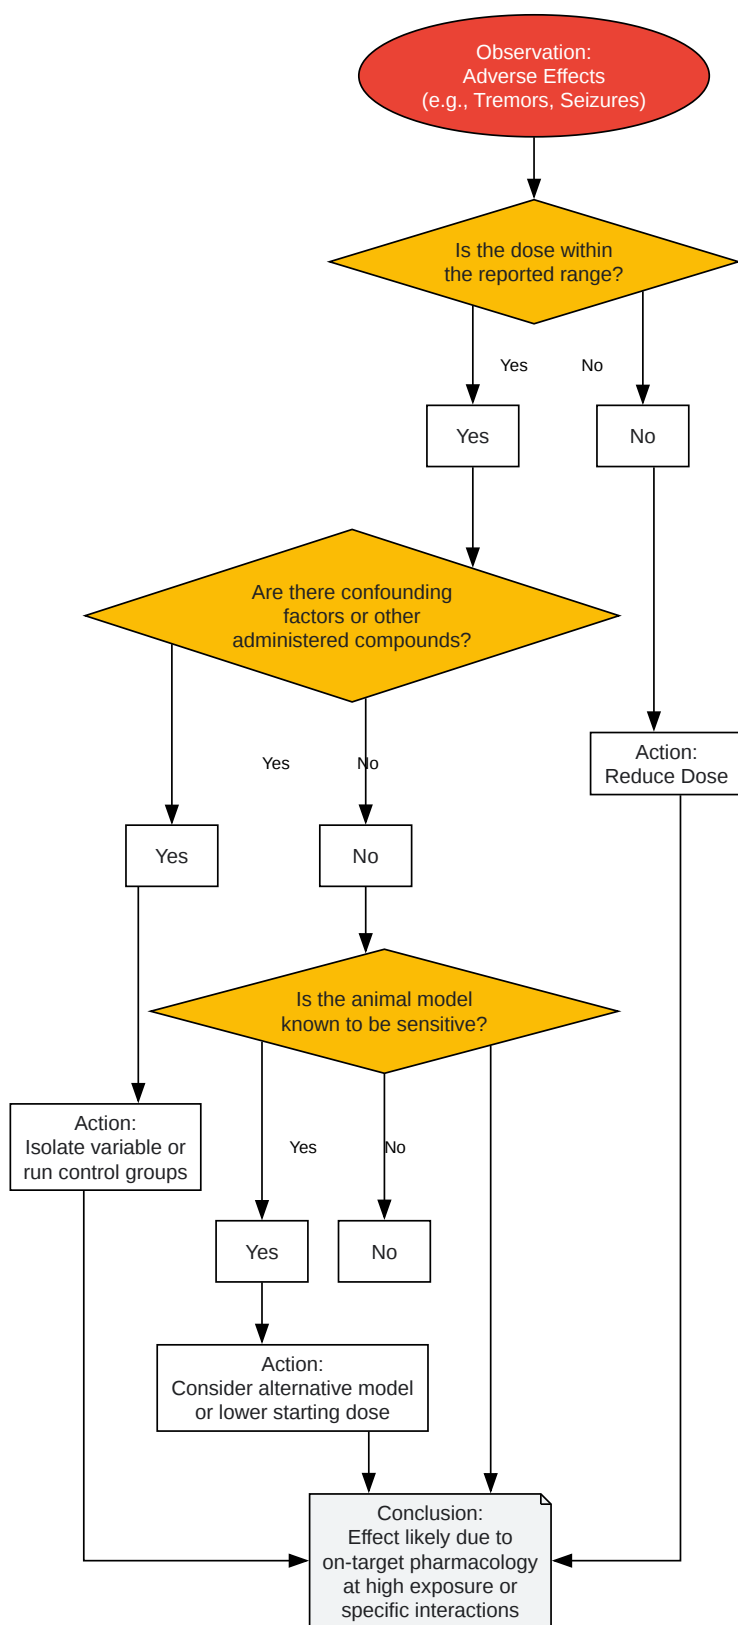 Observation:
Adverse Effects
(e.g., Tremors, Seizures)
Is the dose within
the reported range?
Yes
No
Yes
No
Are there confounding
factors or other
administered compounds?
Action:
Reduce Dose
Yes
No
Yes
No
Is the animal model
known to be sensitive?
Action:
Isolate variable or
run control groups
Yes
No
Yes
No
Action:
Consider alternative model
or lower starting dose
Conclusion:
Effect likely due to
on-target pharmacology
at high exposure or
specific interactions